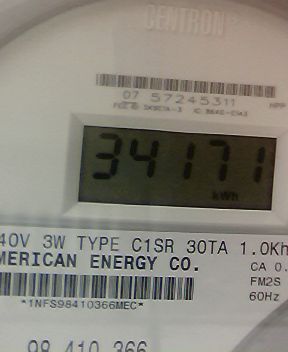 CENTRON®
07 57245311
HPP
34171
kWh
40V 3W TYPE C1SR 30TA 1.0Kh
MERICAN ENERGY CO.
CA 0.
FM2S
*1NFS98410366MEC*
60Hz
98 410 366